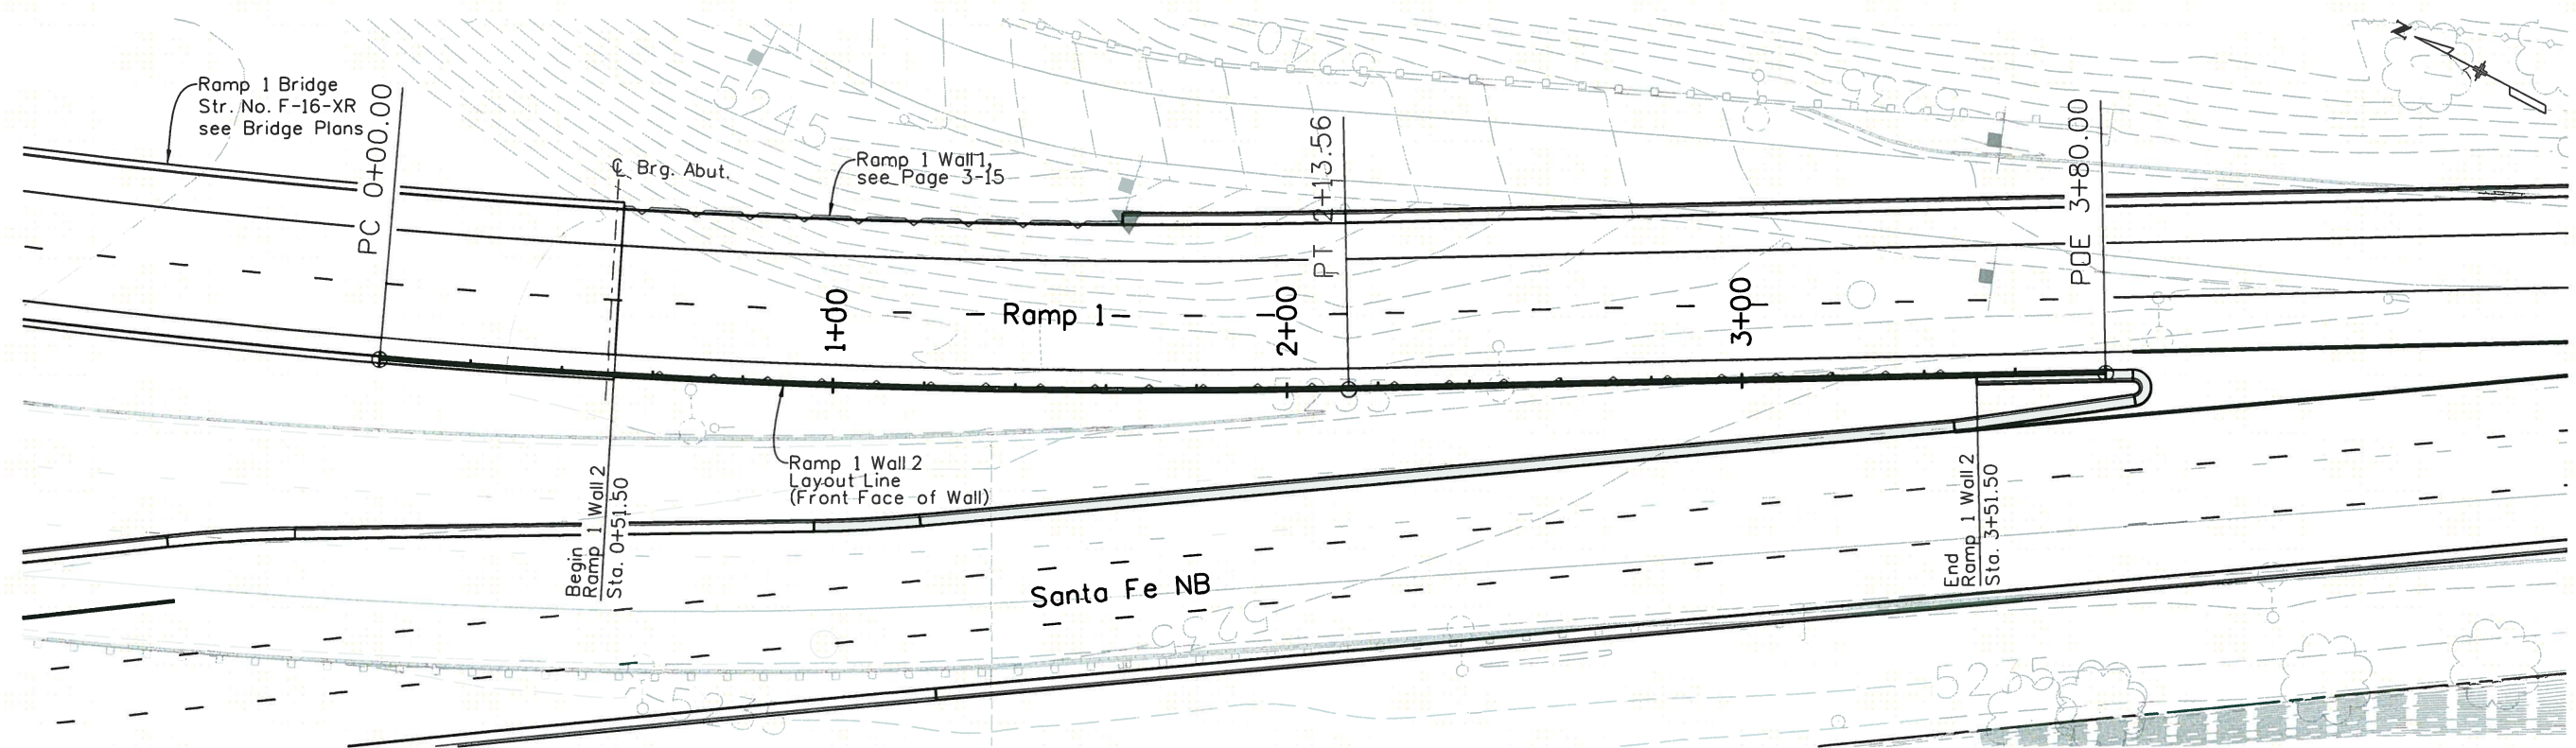 Ramp 1 Bridge
Str. No. F-16-XR
see Bridge Plans
PC 0+00.00
5245
℄ Brg. Abut.
Ramp 1 Wall 1,
see Page 3-15
5240
PT 2+13.56
5235
POE 3+80.00
N
1+00
Ramp 1
2+00
3+00
5235
Ramp 1 Wall 2
Layout Line
(Front Face of Wall)
Begin
Ramp 1 Wall 2
Sta. 0+51.50
End
Ramp 1 Wall 2
Sta. 3+51.50
Santa Fe NB
5235
5235
5235